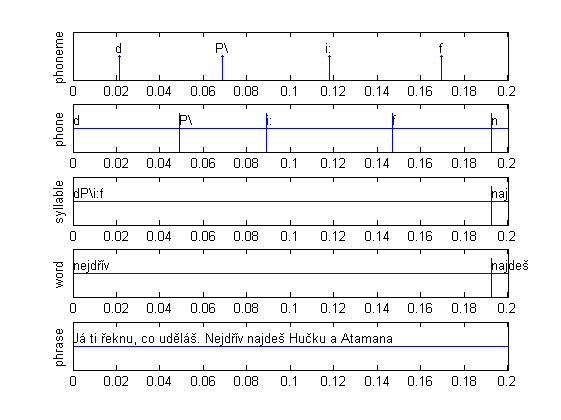 phoneme
d P\ i: f
0 0.02 0.04 0.06 0.08 0.1 0.12 0.14 0.16 0.18 0.2
phone
d P\ i: f n
0 0.02 0.04 0.06 0.08 0.1 0.12 0.14 0.16 0.18 0.2
syllable
dP\i:f naj
0 0.02 0.04 0.06 0.08 0.1 0.12 0.14 0.16 0.18 0.2
word
nejdřív najdeš
0 0.02 0.04 0.06 0.08 0.1 0.12 0.14 0.16 0.18 0.2
phrase
Já ti řeknu, co uděláš. Nejdřív najdeš Hučku a Atamana
0 0.02 0.04 0.06 0.08 0.1 0.12 0.14 0.16 0.18 0.2